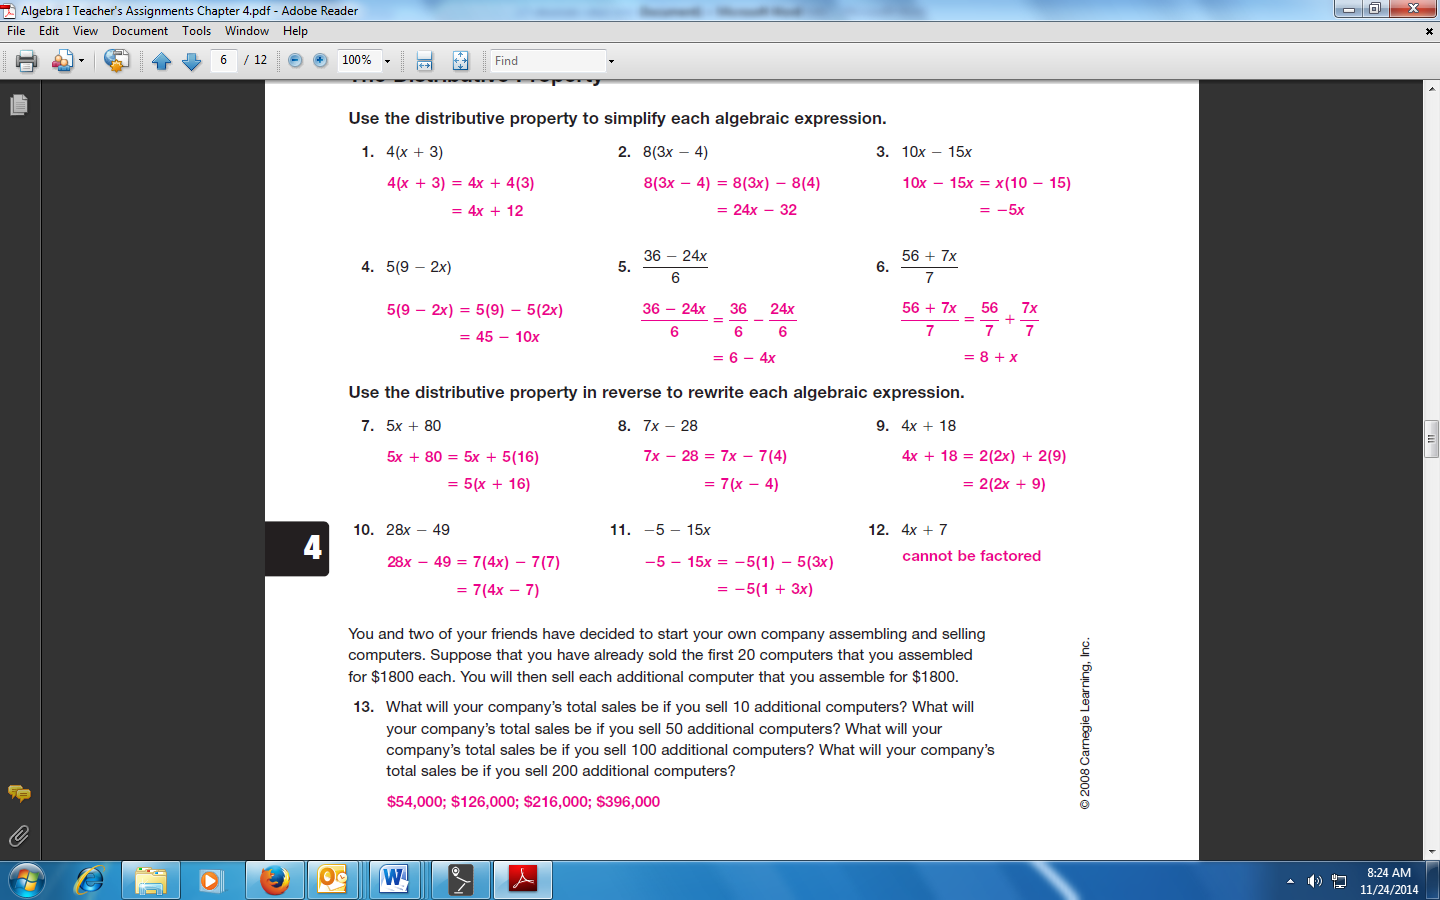 Algebra I Teacher's Assignments Chapter 4.pdf - Adobe Reader
File Edit View Document Tools Window Help
6 / 12 100% Find
The Distributive Property
Use the distributive property to simplify each algebraic expression.
1. 4(x + 3) 2. 8(3x − 4) 3. 10x − 15x
4(x + 3) = 4x + 4(3) 8(3x − 4) = 8(3x) − 8(4) 10x − 15x = x(10 − 15)
= 4x + 12 = 24x − 32 = −5x
4. 5(9 − 2x) 5. (36 − 24x)/6 6. (56 + 7x)/7
5(9 − 2x) = 5(9) − 5(2x) (36 − 24x)/6 = 36/6 − 24x/6 (56 + 7x)/7 = 56/7 + 7x/7
= 45 − 10x = 6 − 4x = 8 + x
Use the distributive property in reverse to rewrite each algebraic expression.
7. 5x + 80 8. 7x − 28 9. 4x + 18
5x + 80 = 5x + 5(16) 7x − 28 = 7x − 7(4) 4x + 18 = 2(2x) + 2(9)
= 5(x + 16) = 7(x − 4) = 2(2x + 9)
10. 28x − 49 11. −5 − 15x 12. 4x + 7
28x − 49 = 7(4x) − 7(7) −5 − 15x = −5(1) − 5(3x) cannot be factored
= 7(4x − 7) = −5(1 + 3x)
4
You and two of your friends have decided to start your own company assembling and selling
computers. Suppose that you have already sold the first 20 computers that you assembled
for $1800 each. You will then sell each additional computer that you assemble for $1800.
13. What will your company's total sales be if you sell 10 additional computers? What will
your company's total sales be if you sell 50 additional computers? What will your
company's total sales be if you sell 100 additional computers? What will your company's
total sales be if you sell 200 additional computers?
$54,000; $126,000; $216,000; $396,000
© 2008 Carnegie Learning, Inc.
8:24 AM
11/24/2014